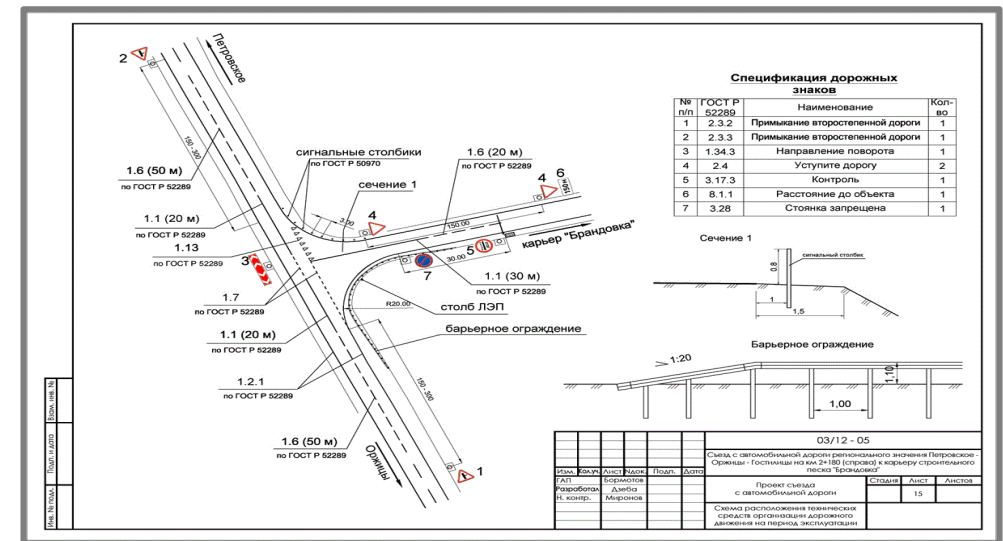 Петровское
2
150 - 300
1.6 (50 м)
по ГОСТ Р 52289
1.1 (20 м)
по ГОСТ Р 52289
1.13
по ГОСТ Р 52289
3
1.7
по ГОСТ Р 52289
1.1 (20 м)
по ГОСТ Р 52289
1.2.1
по ГОСТ Р 52289
1.6 (50 м)
по ГОСТ Р 52289
Оржицы
сигнальные столбики
по ГОСТ Р 50970
сечение 1
3.00
4
1.6 (20 м)
по ГОСТ Р 52289
4 6
150м
150.00
карьер "Брандовка"
5
30.00
7
1.1 (30 м)
по ГОСТ Р 52289
R20.00
столб ЛЭП
барьерное ограждение
150 - 300
1
Спецификация дорожных
знаков
№ п/п ГОСТ Р 52289 Наименование Кол-во
1 2.3.2 Примыкание второстепенной дороги 1
2 2.3.3 Примыкание второстепенной дороги 1
3 1.34.3 Направление поворота 1
4 2.4 Уступите дорогу 2
5 3.17.3 Контроль 1
6 8.1.1 Расстояние до объекта 1
7 3.28 Стоянка запрещена 1
Сечение 1
0.8
сигнальный столбик
1
1,5
Барьерное ограждение
1:20
1,10
1,00
03/12 - 05
Съезд с автомобильной дороги регионального значения Петровское -
Оржицы - Гостилицы на км 2+180 (справа) к карьеру строительного
песка "Брандовка"
Изм. Кол.уч. Лист №док. Подп. Дата
ГАП Бормотов
Разработал Дзеба
Н. контр. Миронов
Проект съезда
с автомобильной дороги
Стадия Лист Листов
15
Схема расположения технических
средств организации дорожного
движения на период эксплуатации
Взам. инв. №
Подп. и дата
Инв. № подл.